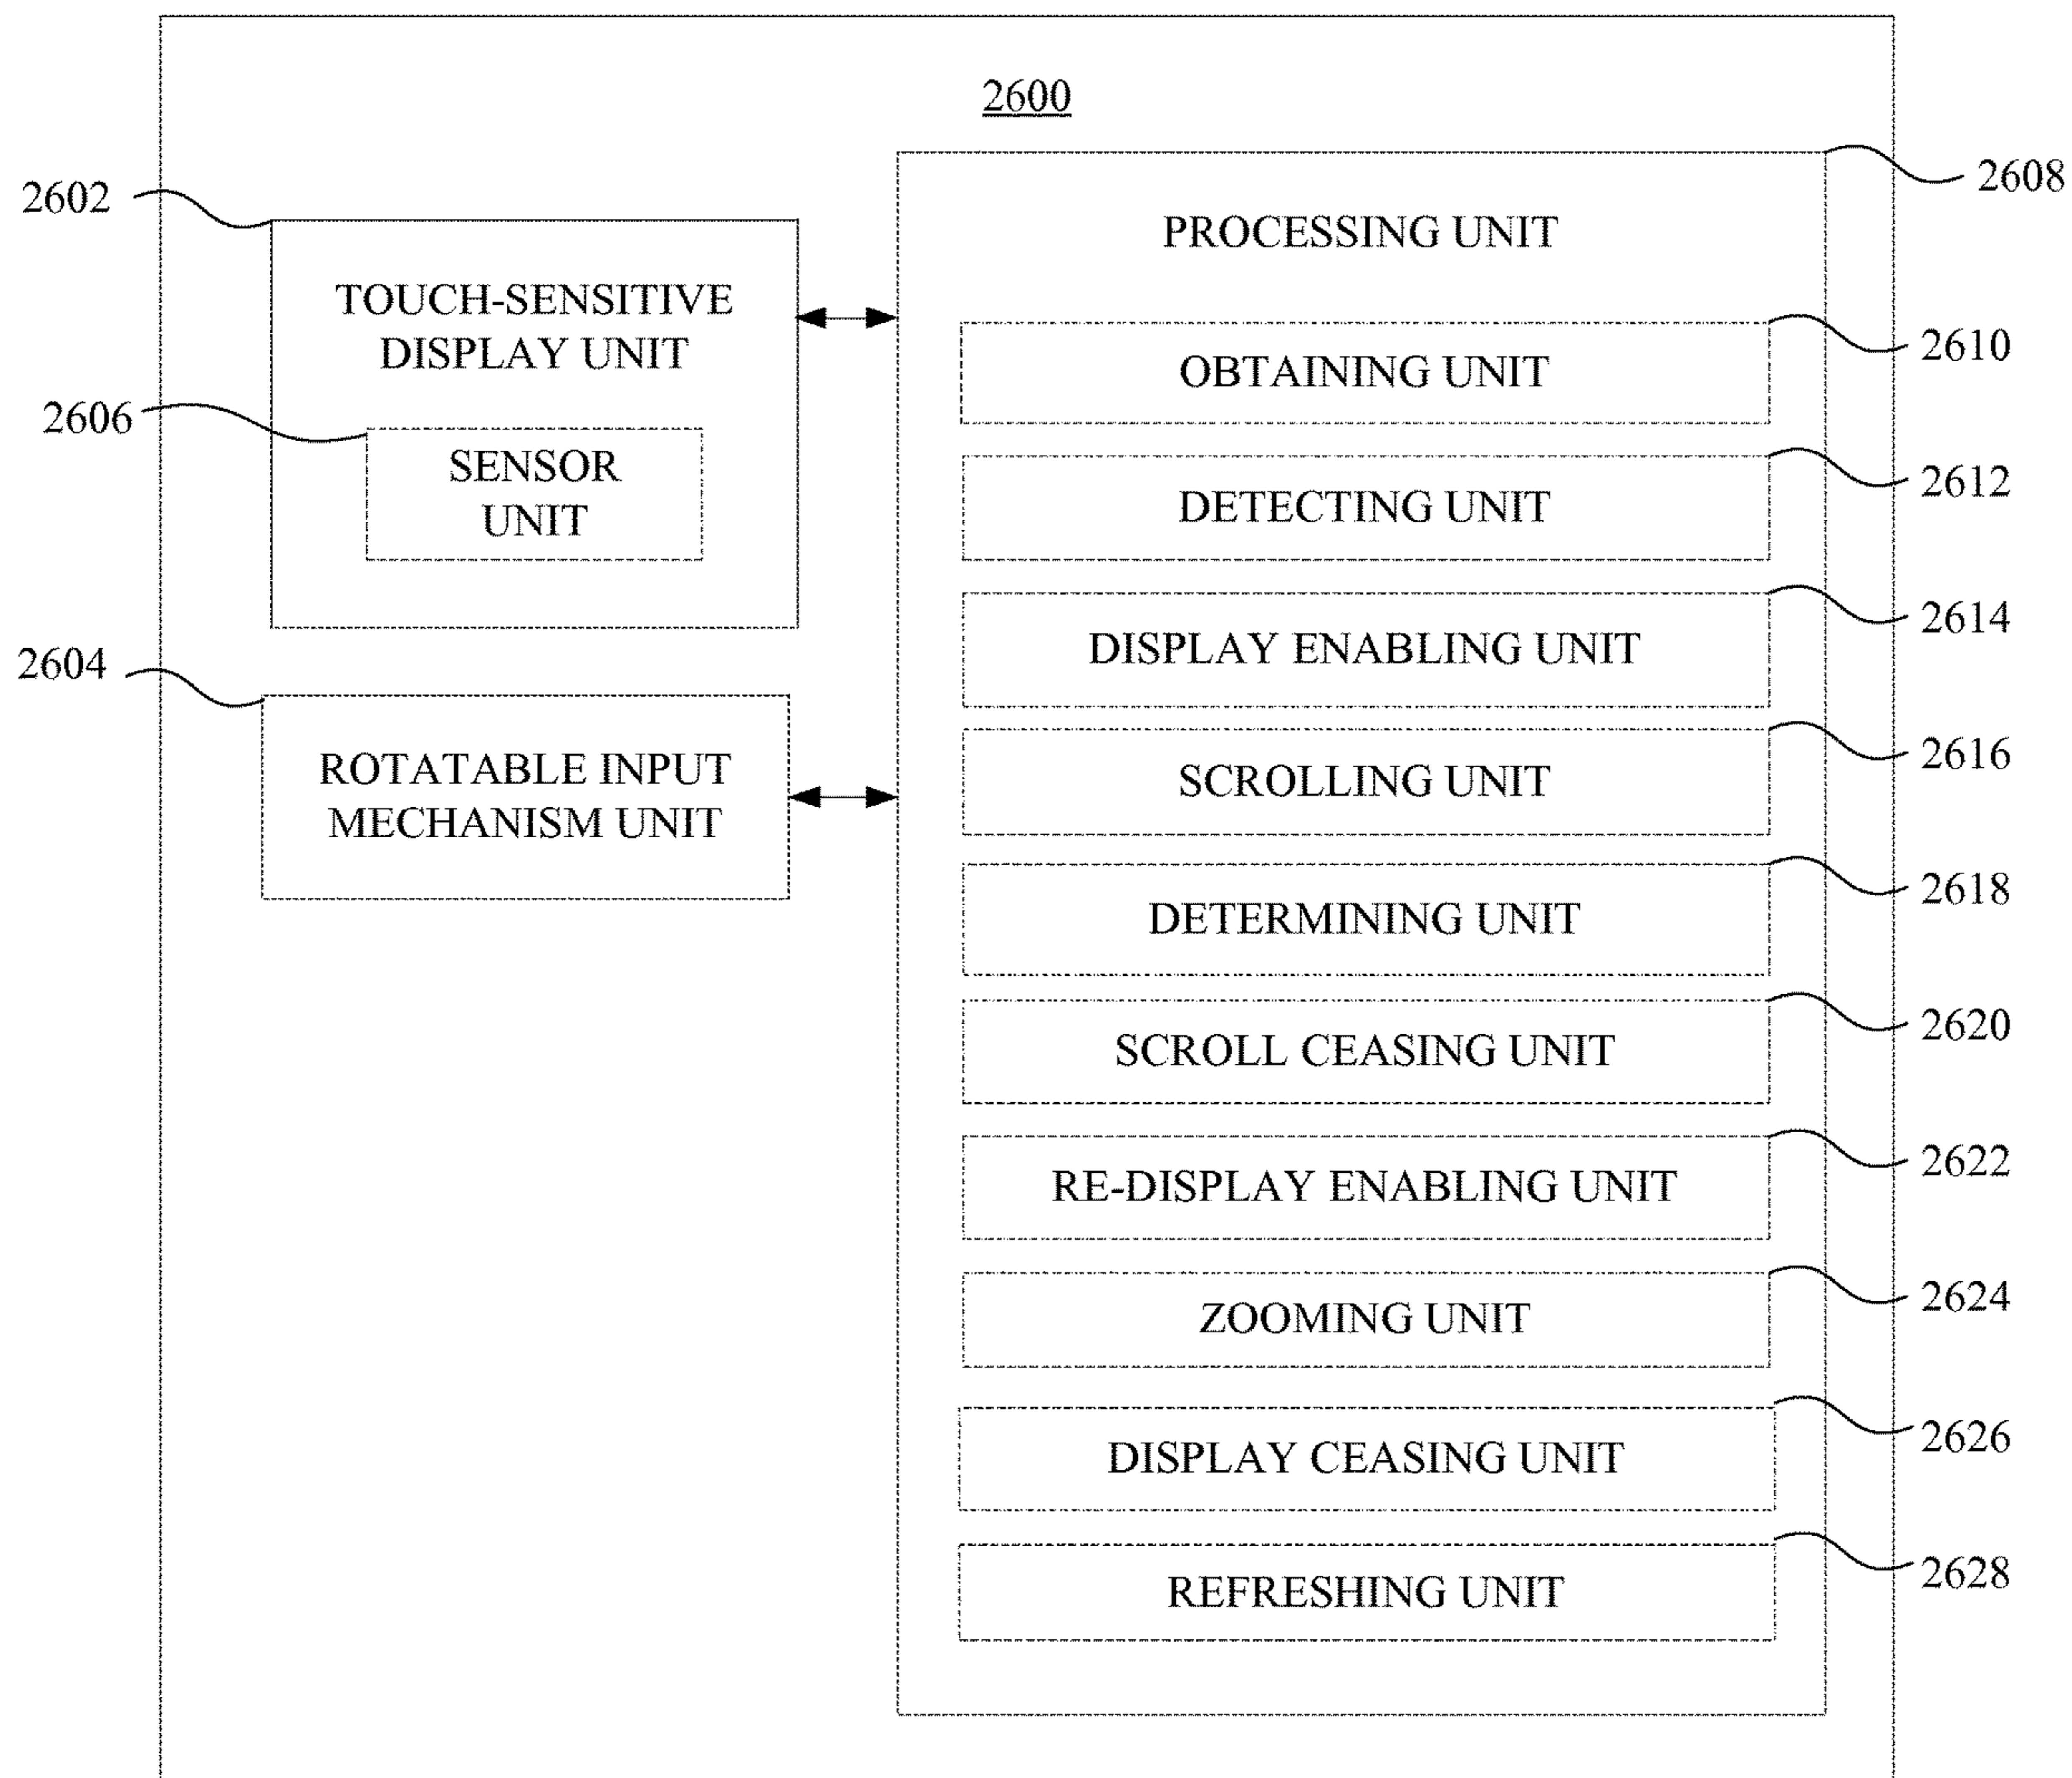 2600
2602
TOUCH-SENSITIVE
DISPLAY UNIT
2606
SENSOR
UNIT
2604
ROTATABLE INPUT
MECHANISM UNIT
2608
PROCESSING UNIT
OBTAINING UNIT
2610
DETECTING UNIT
2612
DISPLAY ENABLING UNIT
2614
SCROLLING UNIT
2616
DETERMINING UNIT
2618
SCROLL CEASING UNIT
2620
RE-DISPLAY ENABLING UNIT
2622
ZOOMING UNIT
2624
DISPLAY CEASING UNIT
2626
REFRESHING UNIT
2628